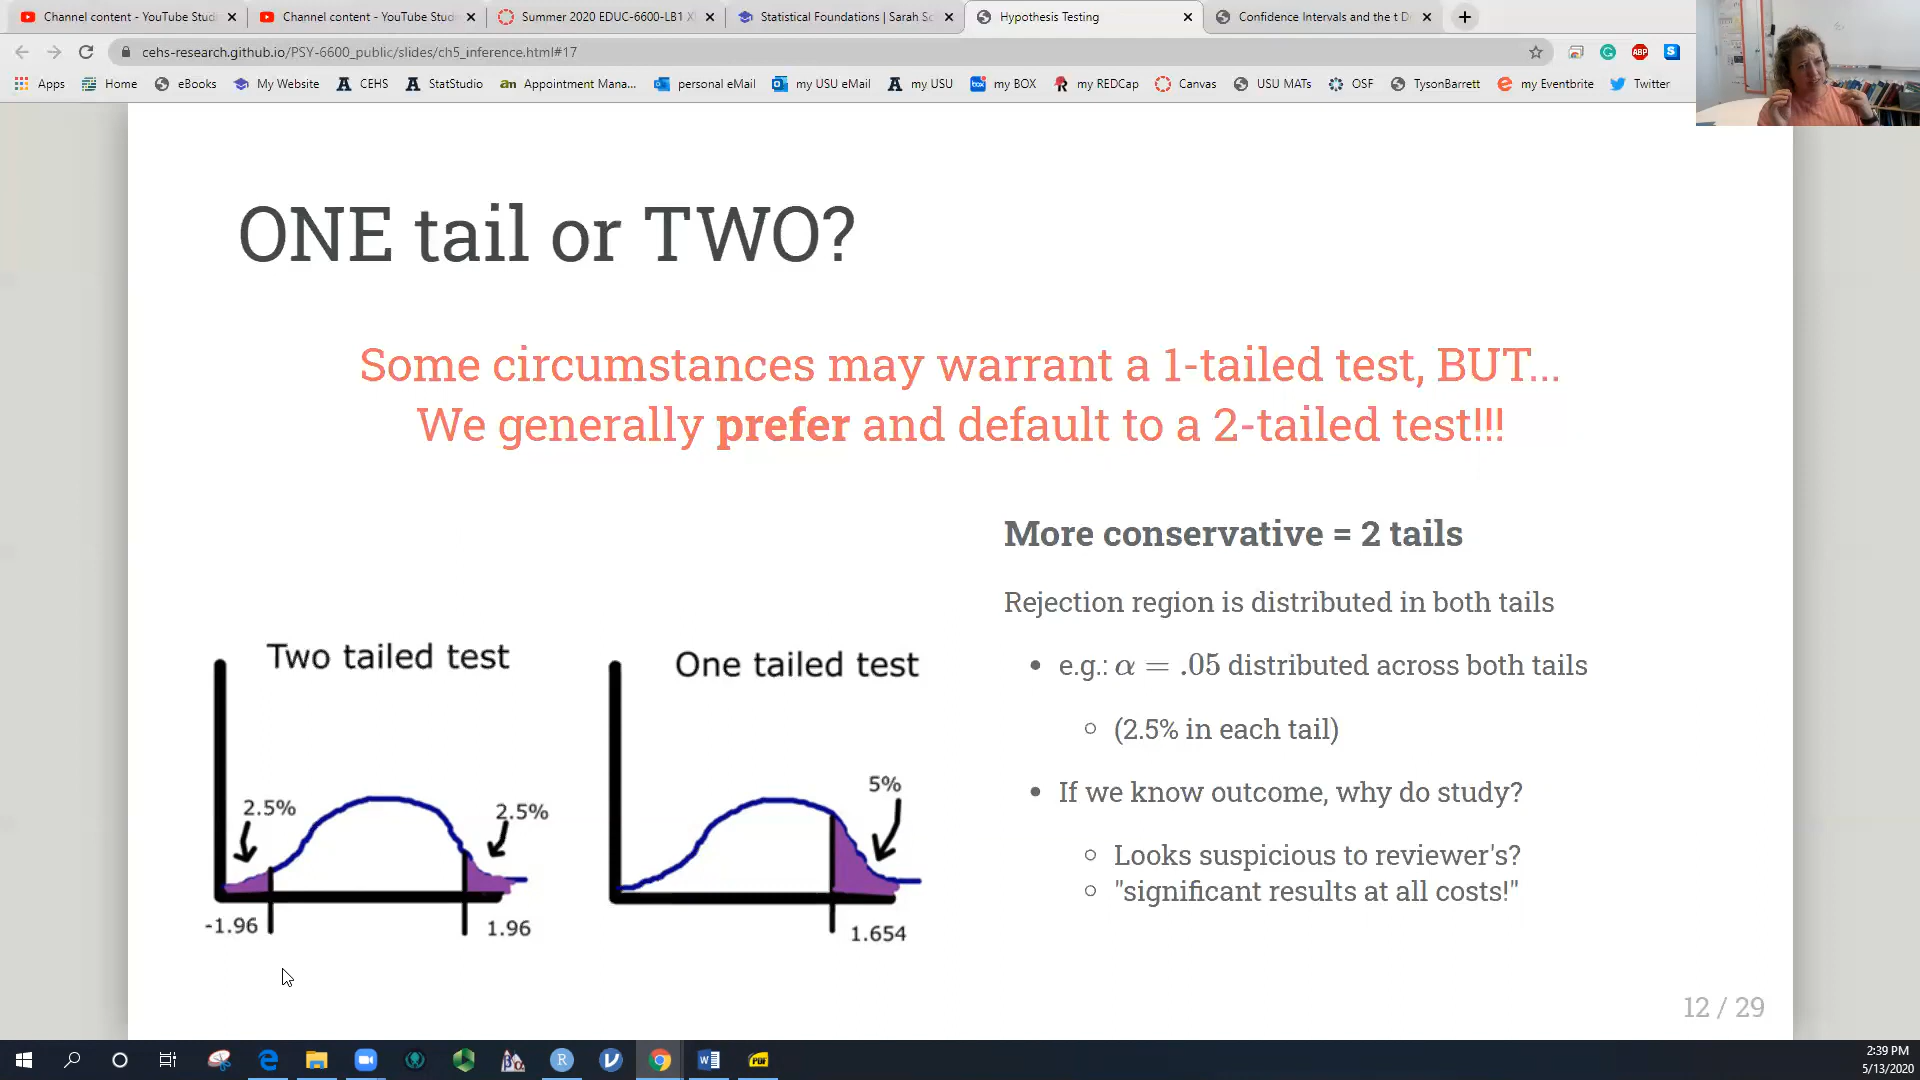 Channel content - YouTube Stud
Channel content - YouTube Stud
Summer 2020 EDUC-6600-LB1 X
Statistical Foundations | Sarah Sc
Hypothesis Testing
Confidence Intervals and the t D
cehs-research.github.io/PSY-6600_public/slides/ch5_inference.html#17
ABP
S
Apps
Home
eBooks
My Website
CEHS
StatStudio
an Appointment Mana...
personal eMail
my USU eMail
my USU
my BOX
my REDCap
Canvas
USU MATs
OSF
TysonBarrett
my Eventbrite
Twitter
ONE tail or TWO?
Some circumstances may warrant a 1-tailed test, BUT...
We generally prefer and default to a 2-tailed test!!!
Two tailed test
2.5%
2.5%
-1.96
1.96
One tailed test
5%
1.654
More conservative = 2 tails
Rejection region is distributed in both tails
• e.g.: α = .05 distributed across both tails
○ (2.5% in each tail)
• If we know outcome, why do study?
○ Looks suspicious to reviewer's?
○ "significant results at all costs!"
12 / 29
2:39 PM
5/13/2020